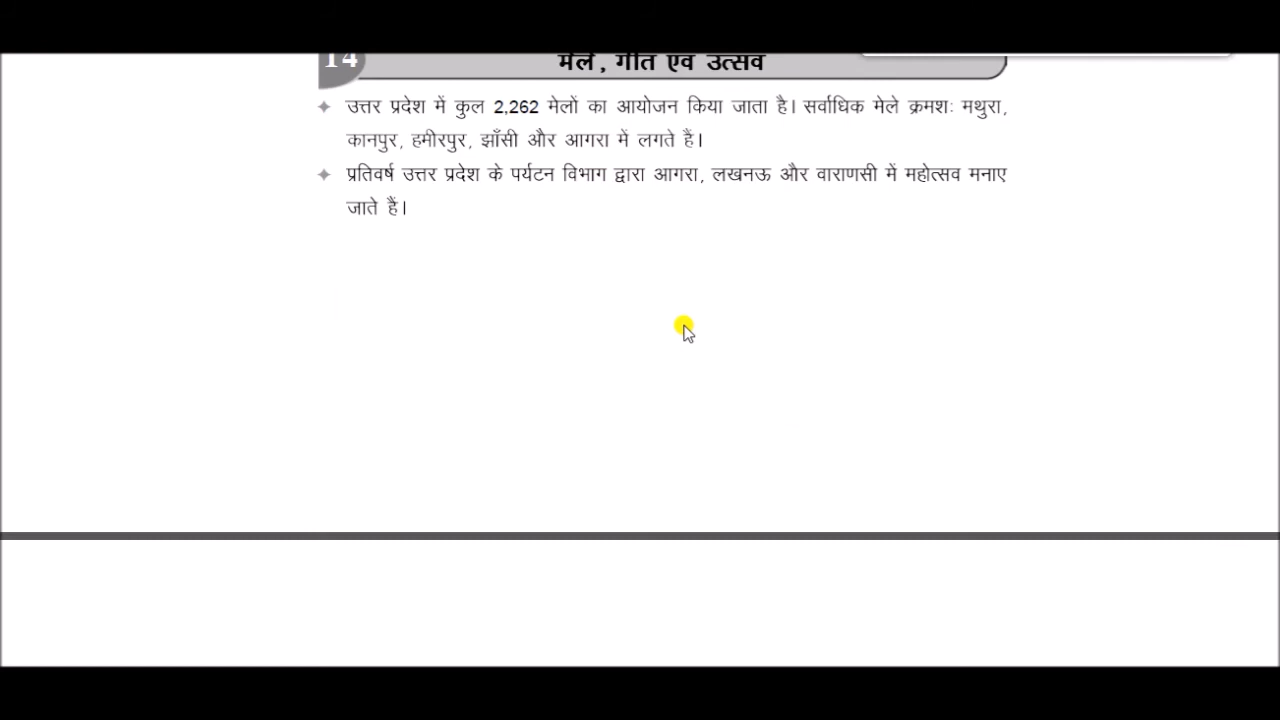 14
मेले, गीत एवं उत्सव
उत्तर प्रदेश में कुल 2,262 मेलों का आयोजन किया जाता है। सर्वाधिक मेले क्रमशः मथुरा,
कानपुर, हमीरपुर, झाँसी और आगरा में लगते हैं।
प्रतिवर्ष उत्तर प्रदेश के पर्यटन विभाग द्वारा आगरा, लखनऊ और वाराणसी में महोत्सव मनाए
जाते हैं।